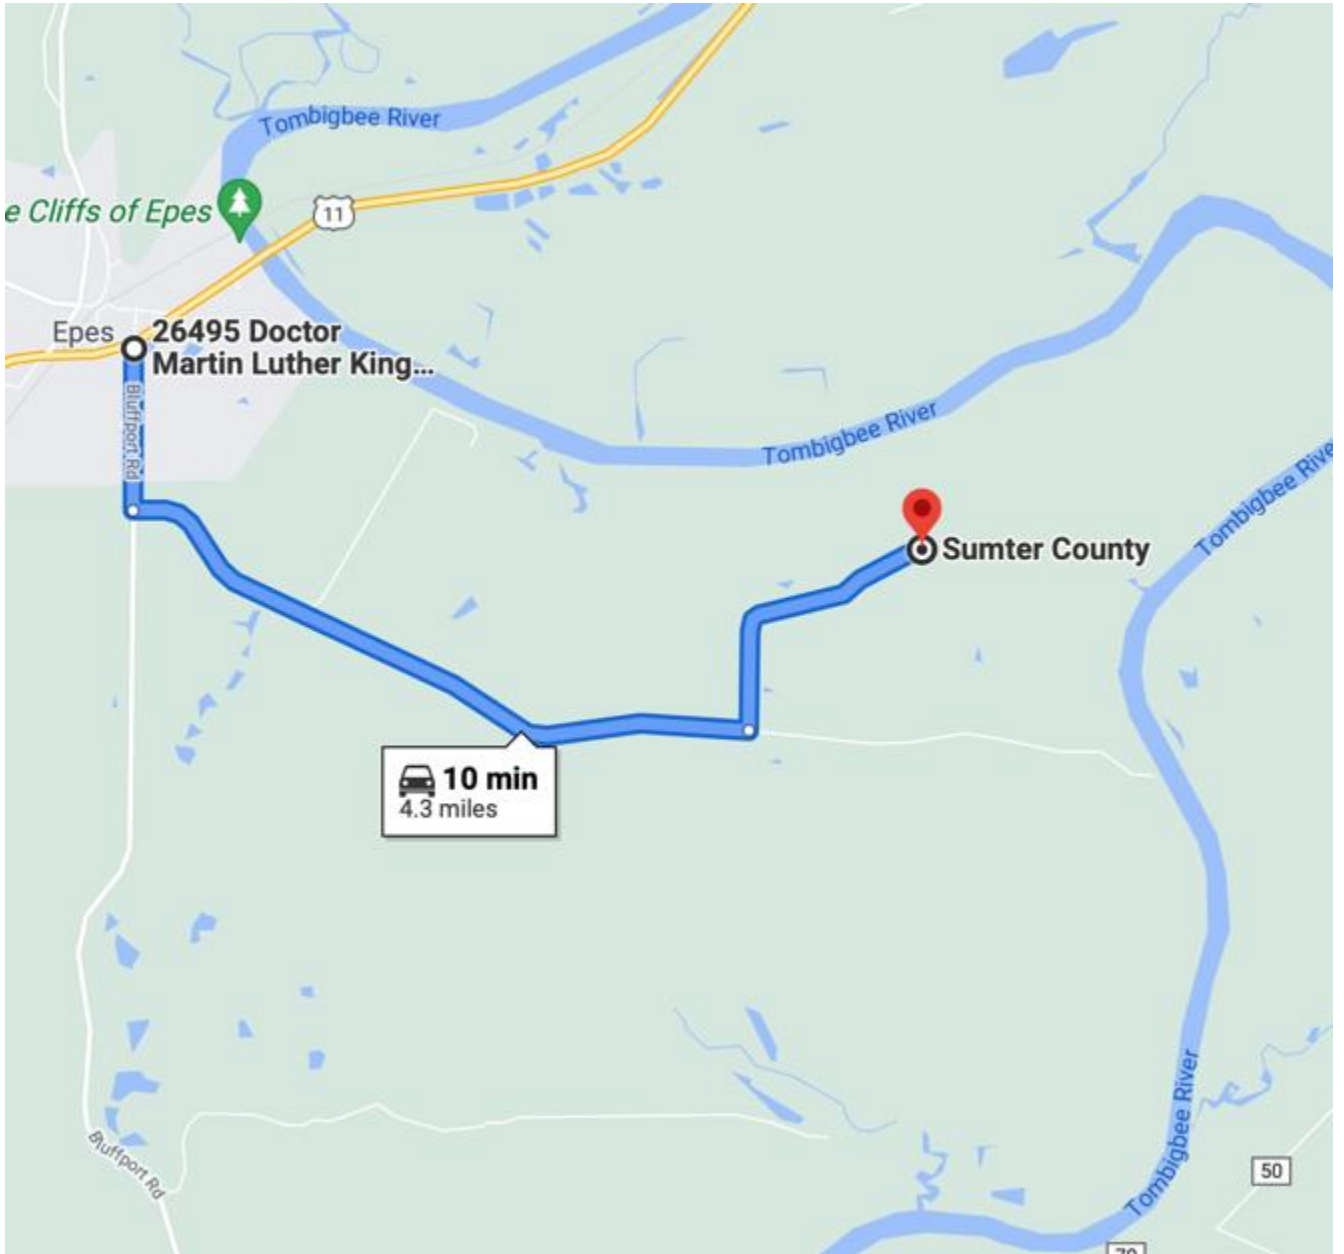 Tombigbee River
e Cliffs of Epes
11
Epes
26495 Doctor
Martin Luther King...
Bluffport Rd
Tombigbee River
Tombigbee Rive
Sumter County
10 min
4.3 miles
Tombigbee River
Bluffport Rd
50
70